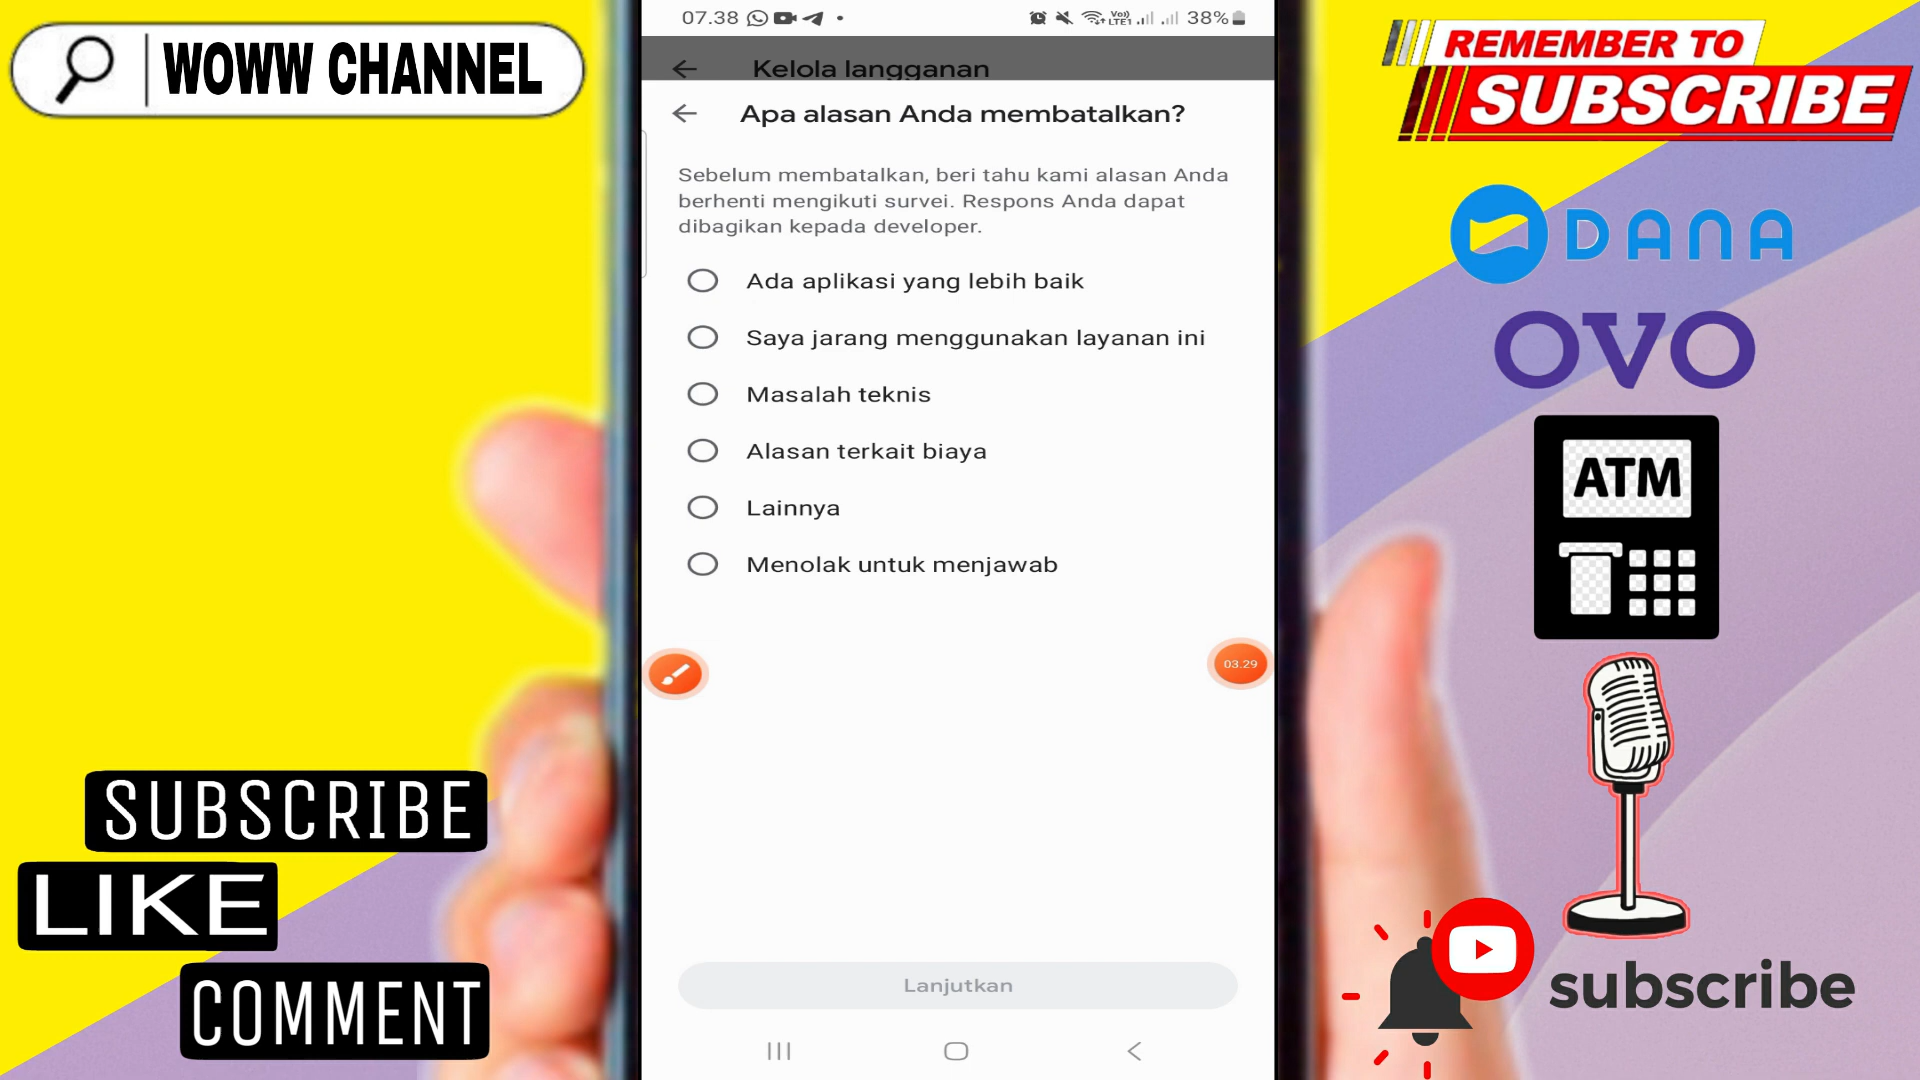 WOWW CHANNEL
07.38
Vo))
LTE1
38%
Kelola langganan
Apa alasan Anda membatalkan?
Sebelum membatalkan, beri tahu kami alasan Anda
berhenti mengikuti survei. Respons Anda dapat
dibagikan kepada developer.
Ada aplikasi yang lebih baik
Saya jarang menggunakan layanan ini
Masalah teknis
Alasan terkait biaya
Lainnya
Menolak untuk menjawab
03.29
Lanjutkan
SUBSCRIBE
LIKE
COMMENT
REMEMBER TO
SUBSCRIBE
DANA
OVO
ATM
subscribe